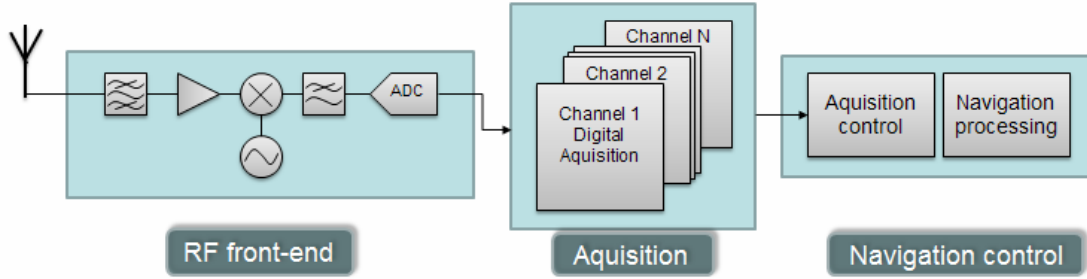 ADC
Channel N
Channel 2
Channel 1
Digital
Aquisition
Aquisition
control
Navigation
processing
RF front-end
Aquisition
Navigation control